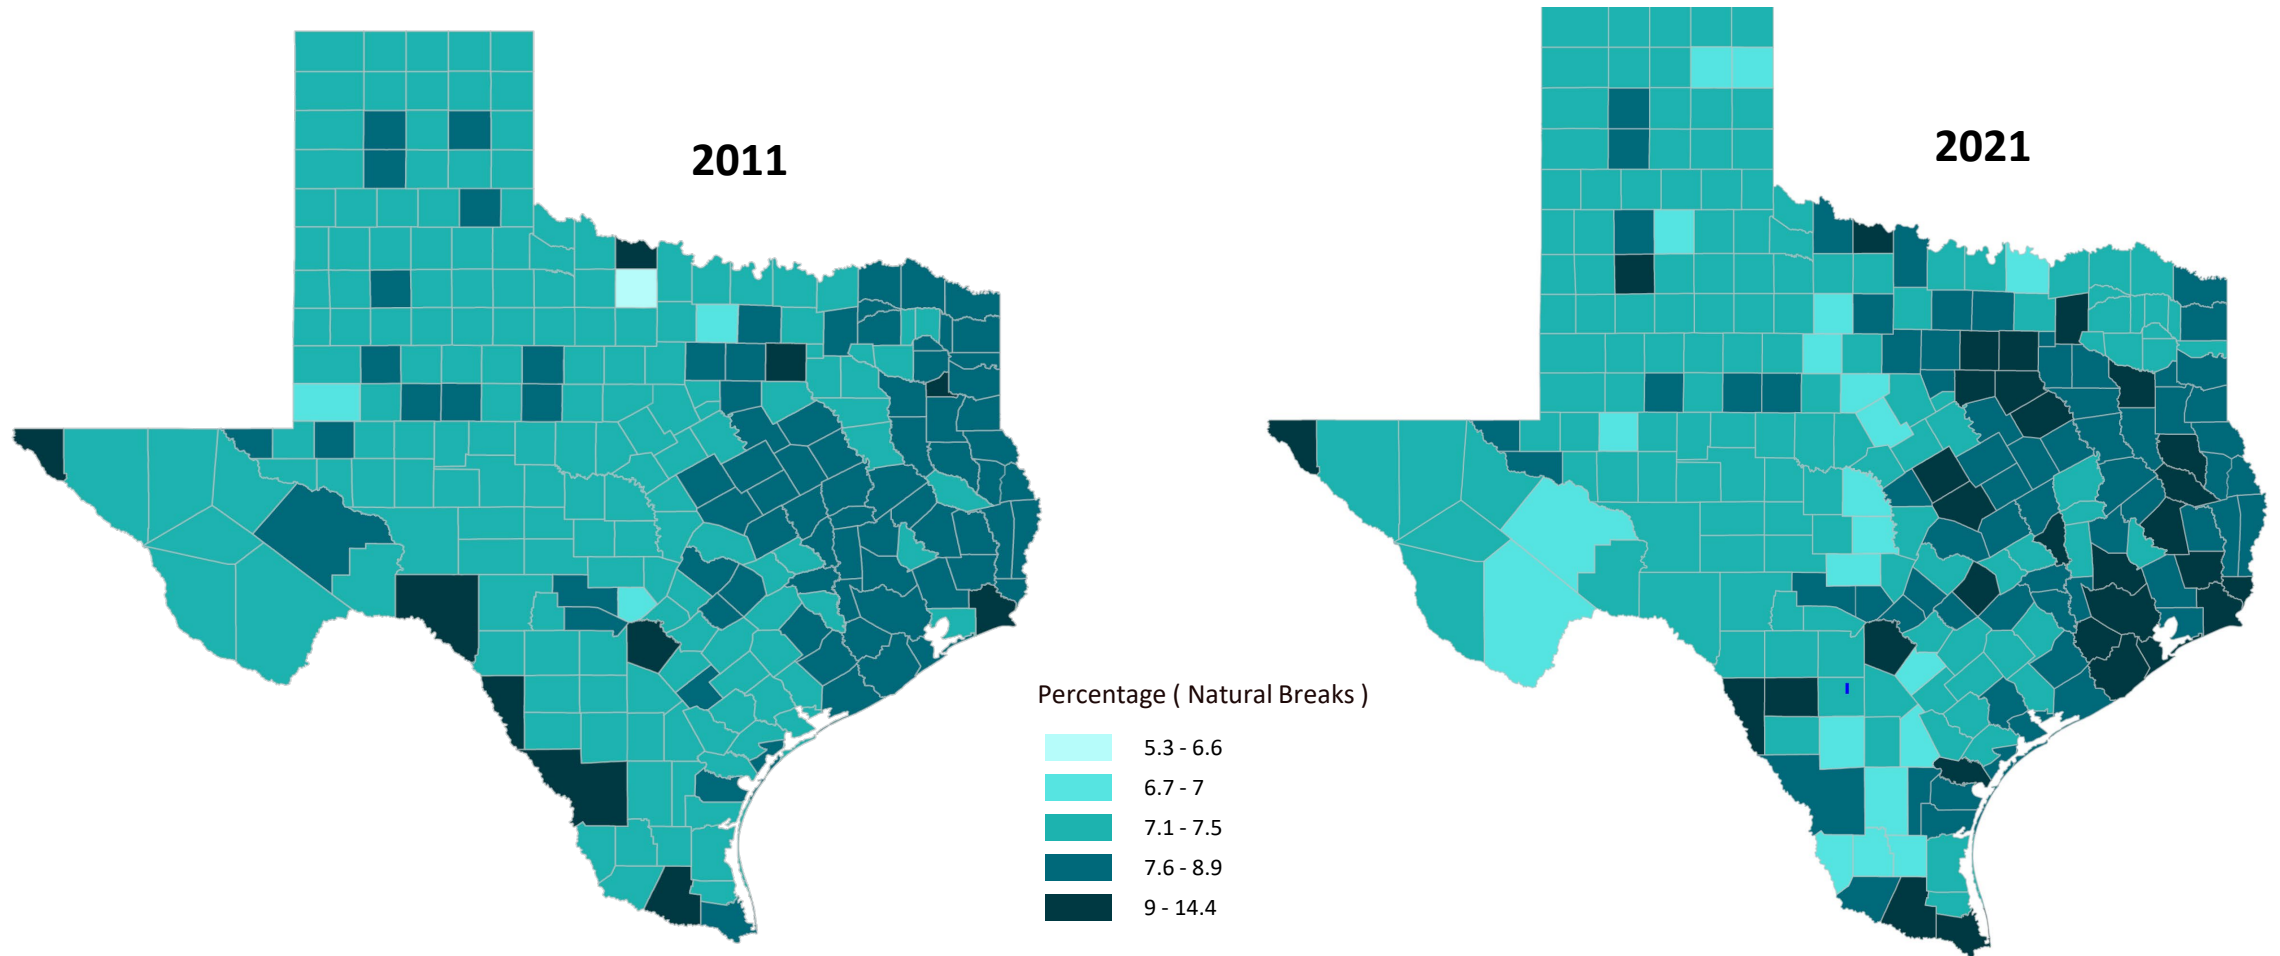 2011
2021
Percentage ( Natural Breaks )
5.3 - 6.6
6.7 - 7
7.1 - 7.5
7.6 - 8.9
9 - 14.4